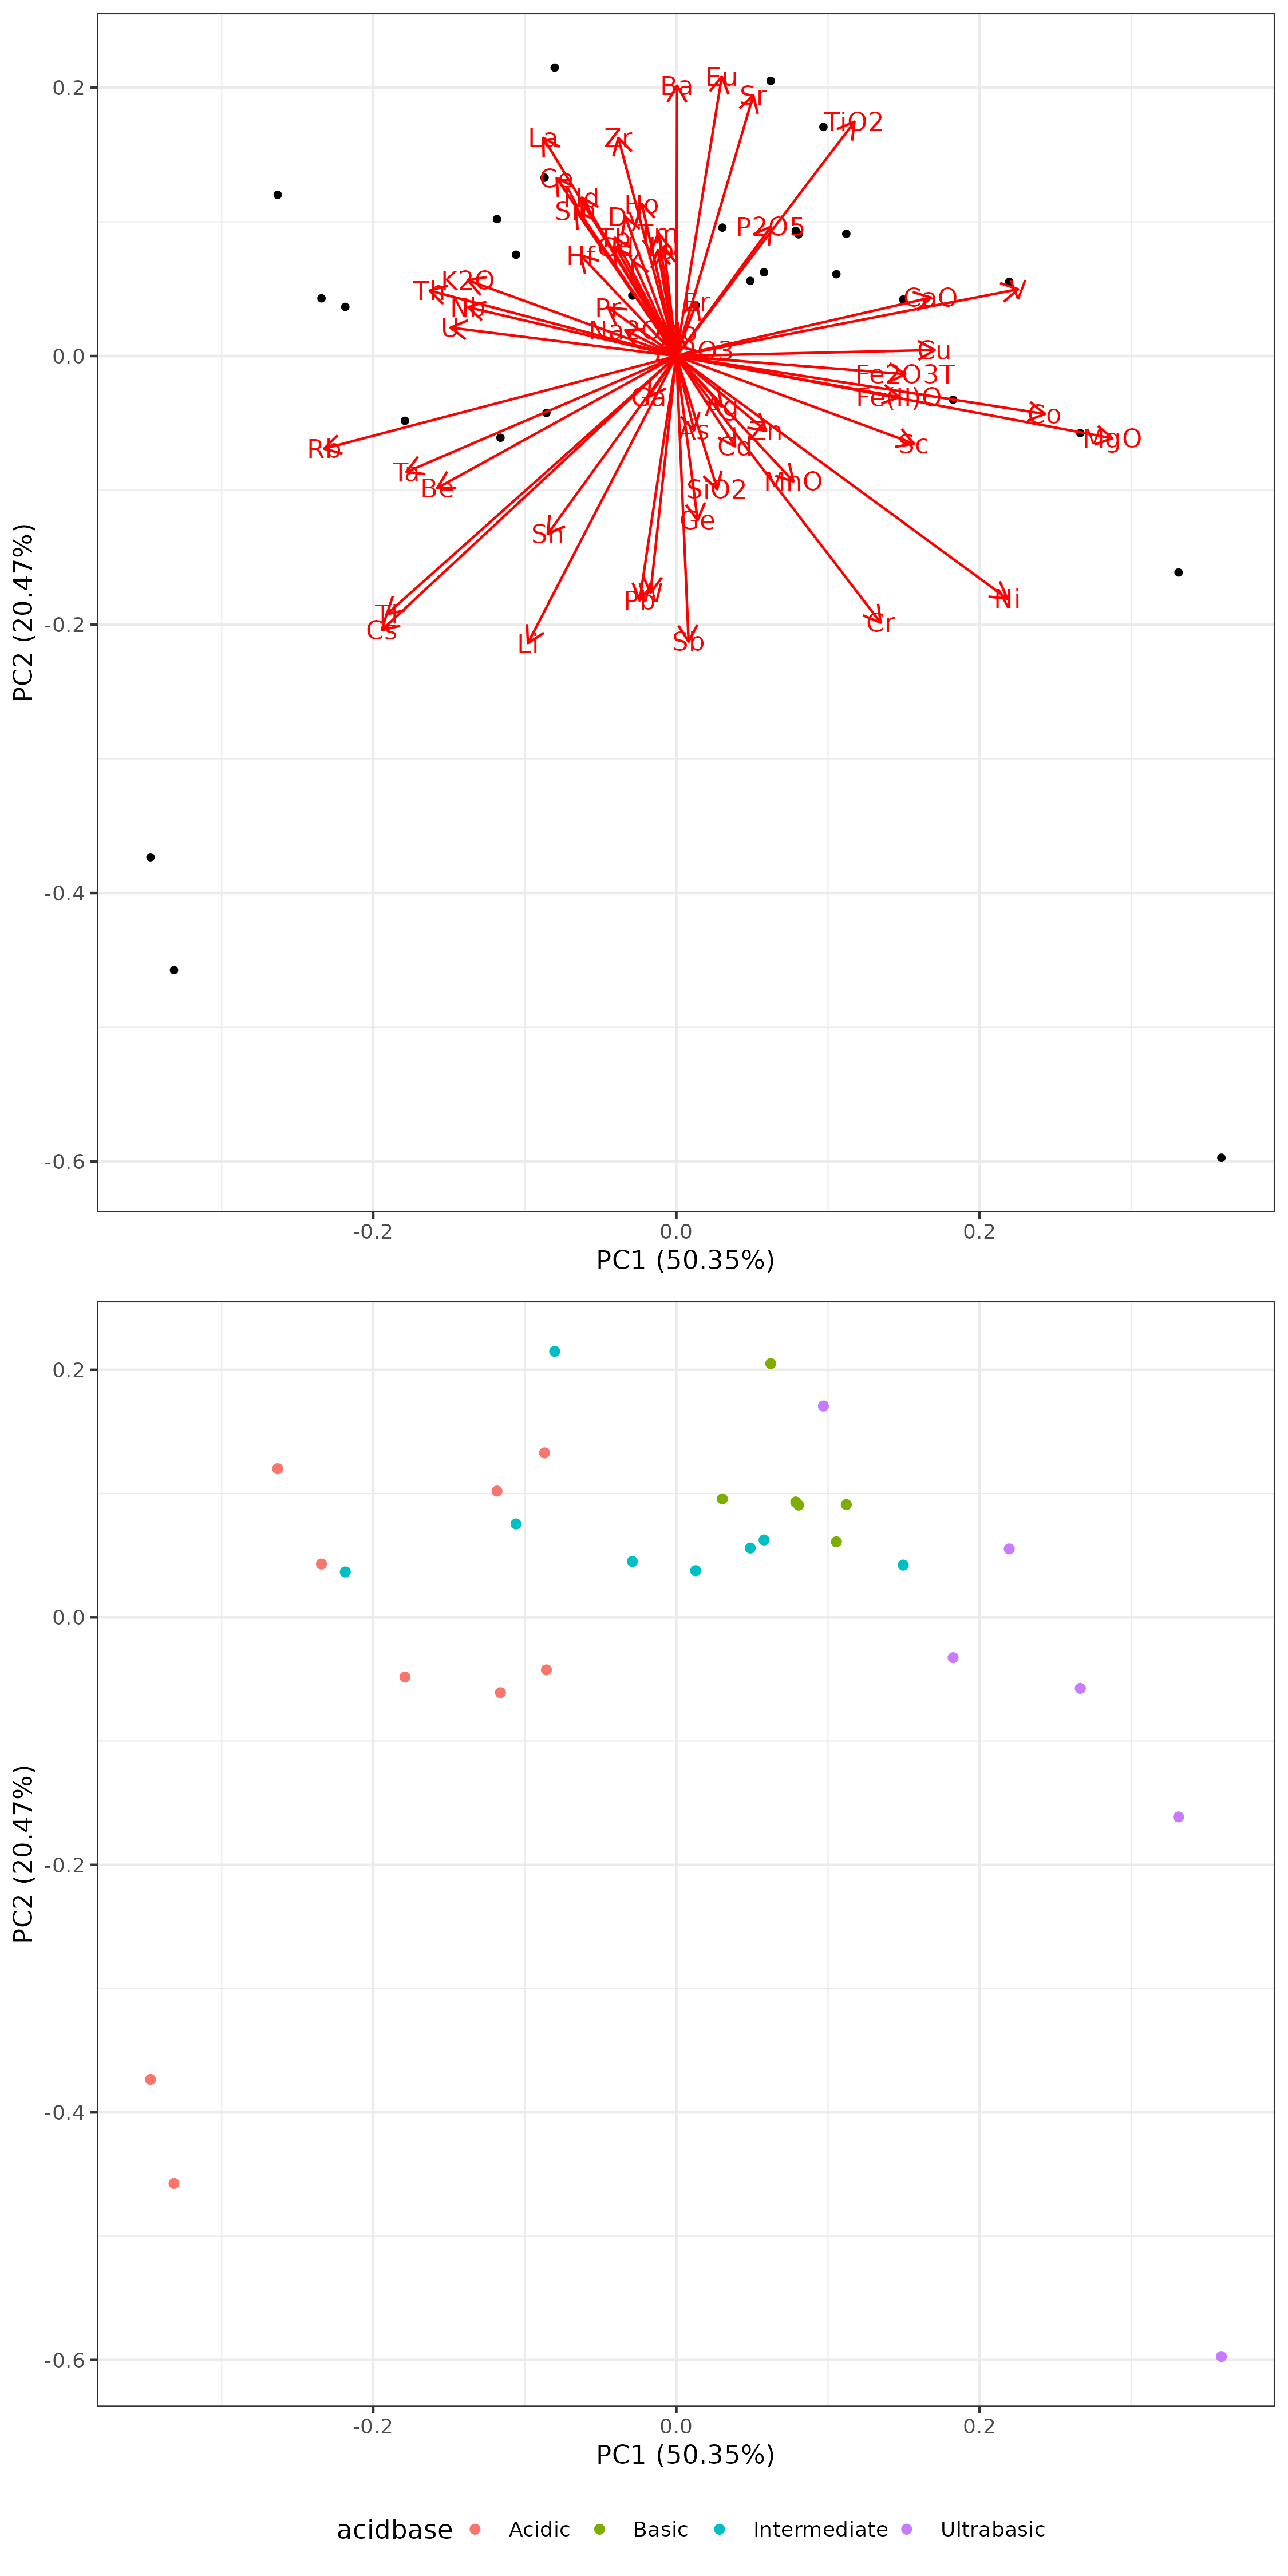 0.2
Ba
Eu
Sr
TiO2
La
Zr
Ce
Nd
Sm
Ho
Dy
P2O5
Hf
K2O
Th
Nb
U
Pr
Er
CaO
V
Cu
0.0
Fe2O3T
Fe(II)O
Co
MgO
Sc
Ga
Ag
As
Zn
Cd
MnO
SiO2
Ge
Rb
Ta
Be
Sn
Pb
W
Tl
Cs
Li
Sb
Cr
Ni
-0.2
-0.4
-0.6
PC2 (20.47%)
-0.2 0.0 0.2
PC1 (50.35%)
0.2
0.0
-0.2
-0.4
-0.6
PC2 (20.47%)
-0.2 0.0 0.2
PC1 (50.35%)
acidbase Acidic Basic Intermediate Ultrabasic